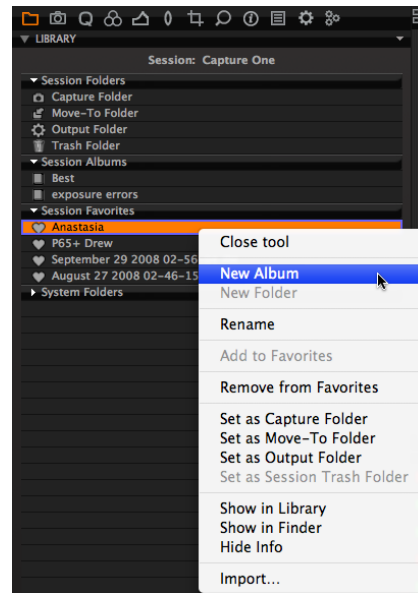 LIBRARY
Session: Capture One
Session Folders
Capture Folder
Move-To Folder
Output Folder
Trash Folder
Session Albums
Best
exposure errors
Session Favorites
Anastasia
P65+ Drew
September 29 2008 02-56
August 27 2008 02-46-15
System Folders
Close tool
New Album
New Folder
Rename
Add to Favorites
Remove from Favorites
Set as Capture Folder
Set as Move-To Folder
Set as Output Folder
Set as Session Trash Folder
Show in Library
Show in Finder
Hide Info
Import...